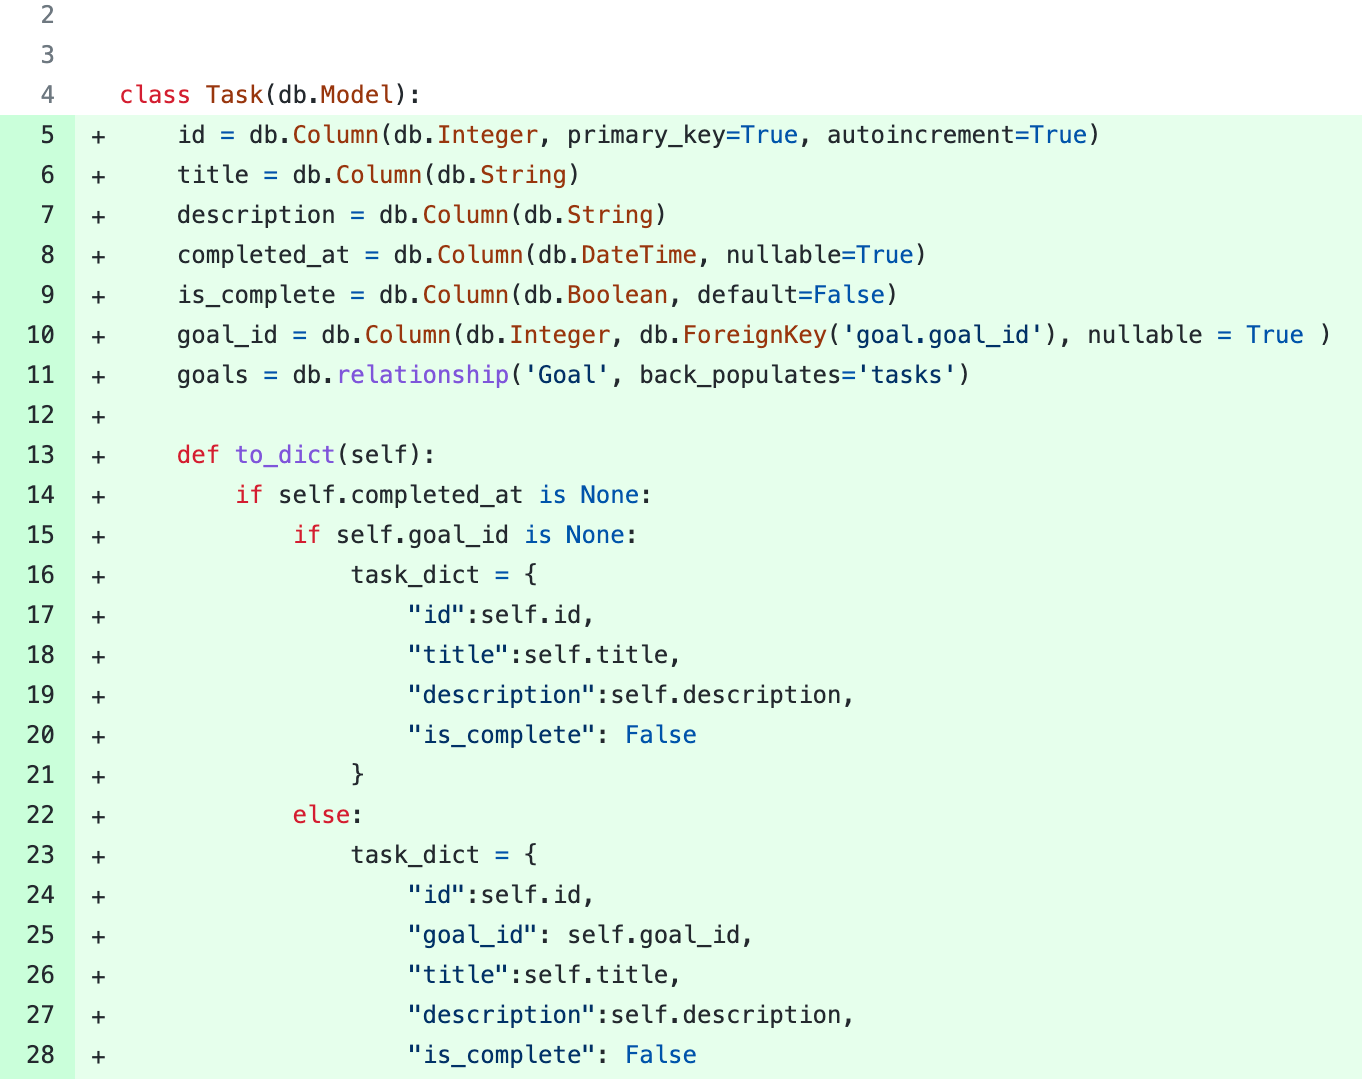 2
3
4 class Task(db.Model):
5 + id = db.Column(db.Integer, primary_key=True, autoincrement=True)
6 + title = db.Column(db.String)
7 + description = db.Column(db.String)
8 + completed_at = db.Column(db.DateTime, nullable=True)
9 + is_complete = db.Column(db.Boolean, default=False)
10 + goal_id = db.Column(db.Integer, db.ForeignKey('goal.goal_id'), nullable = True )
11 + goals = db.relationship('Goal', back_populates='tasks')
12 +
13 + def to_dict(self):
14 + if self.completed_at is None:
15 + if self.goal_id is None:
16 + task_dict = {
17 + "id":self.id,
18 + "title":self.title,
19 + "description":self.description,
20 + "is_complete": False
21 + }
22 + else:
23 + task_dict = {
24 + "id":self.id,
25 + "goal_id": self.goal_id,
26 + "title":self.title,
27 + "description":self.description,
28 + "is_complete": False